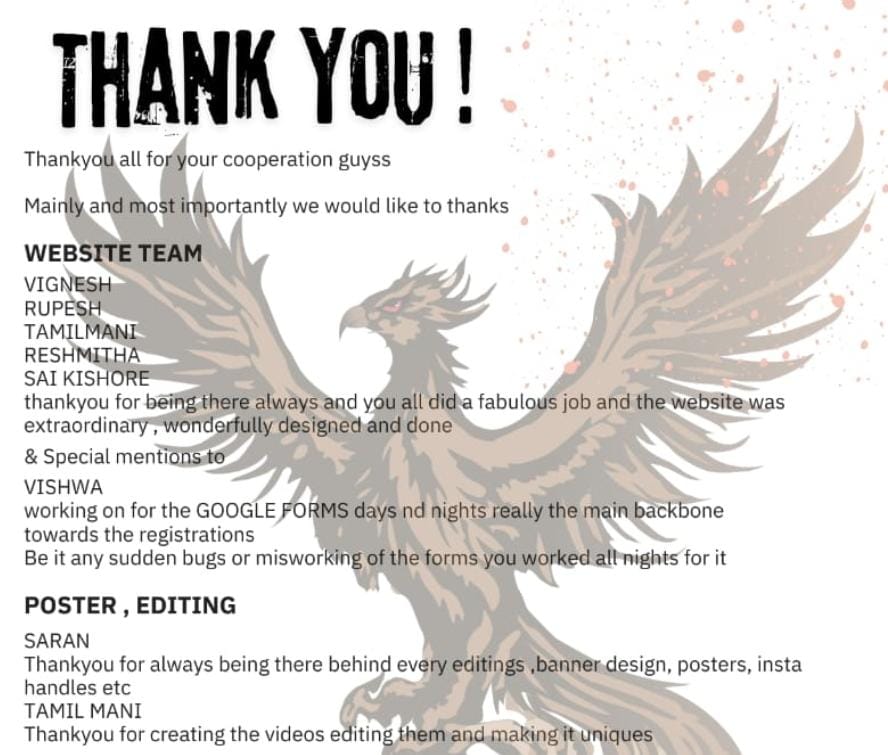 THANK YOU !
Thankyou all for your cooperation guyss
Mainly and most importantly we would like to thanks
WEBSITE TEAM
VIGNESH
RUPESH
TAMILMANI
RESHMITHA
SAI KISHORE
thankyou for being there always and you all did a fabulous job and the website was
extraordinary , wonderfully designed and done
& Special mentions to
VISHWA
working on for the GOOGLE FORMS days nd nights really the main backbone
towards the registrations
Be it any sudden bugs or misworking of the forms you worked all nights for it
POSTER , EDITING
SARAN
Thankyou for always being there behind every editings ,banner design, posters, insta
handles etc
TAMIL MANI
Thankyou for creating the videos editing them and making it uniques